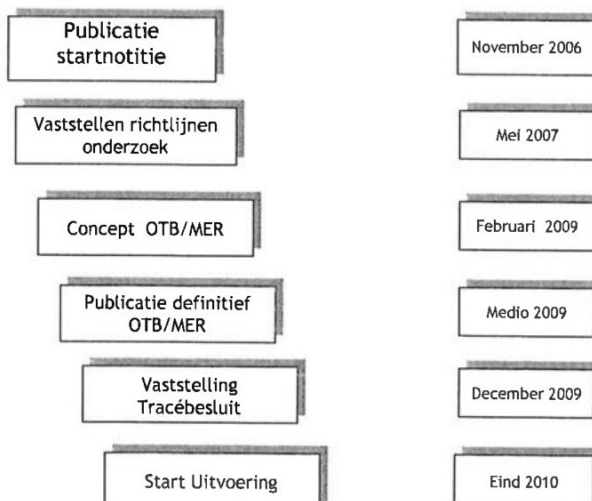 Publicatie
startnotitie
November 2006
Vaststellen richtlijnen
onderzoek
Mei 2007
Concept OTB/MER
Februari 2009
Publicatie definitief
OTB/MER
Medio 2009
Vaststelling
Tracébesluit
December 2009
Start Uitvoering
Eind 2010